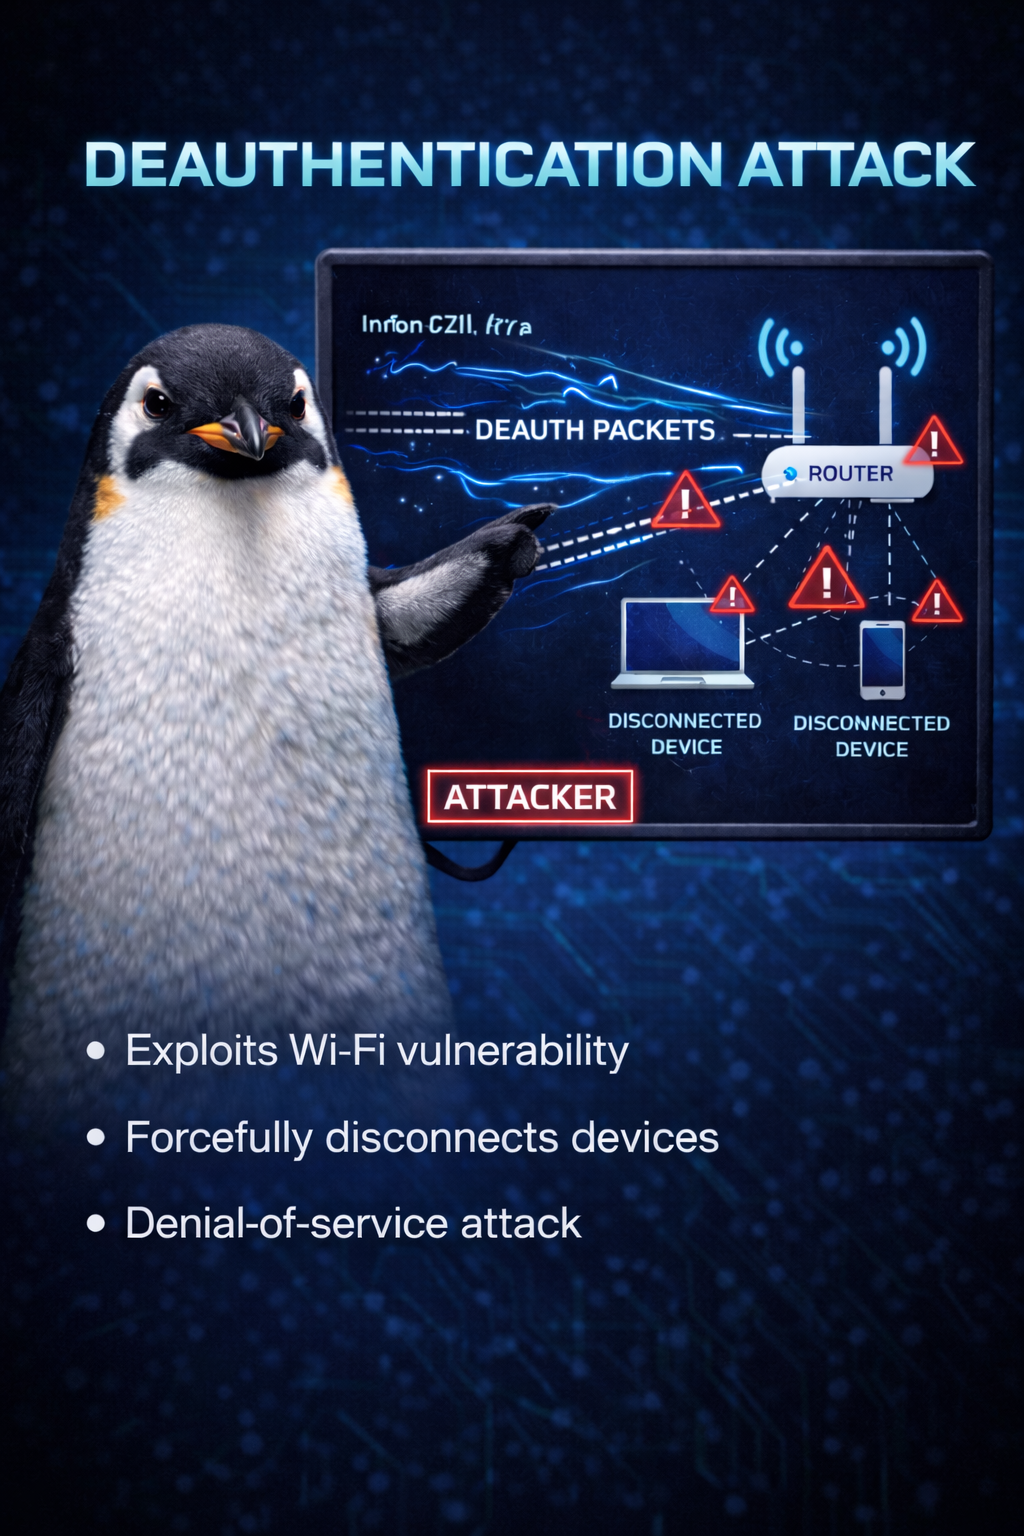 DEAUTHENTICATION ATTACK
DEAUTH PACKETS
ROUTER
DISCONNECTED
DEVICE
DISCONNECTED
DEVICE
ATTACKER
• Exploits Wi-Fi vulnerability
• Forcefully disconnects devices
• Denial-of-service attack